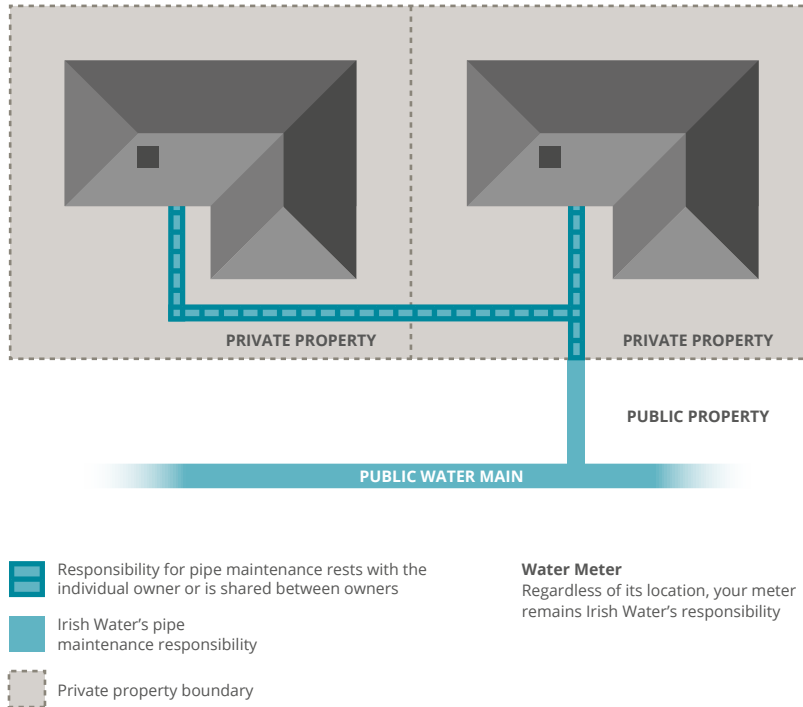 PRIVATE PROPERTY
PRIVATE PROPERTY
PUBLIC PROPERTY
PUBLIC WATER MAIN
Responsibility for pipe maintenance rests with the
individual owner or is shared between owners
Irish Water’s pipe
maintenance responsibility
Private property boundary
Water Meter
Regardless of its location, your meter
remains Irish Water’s responsibility